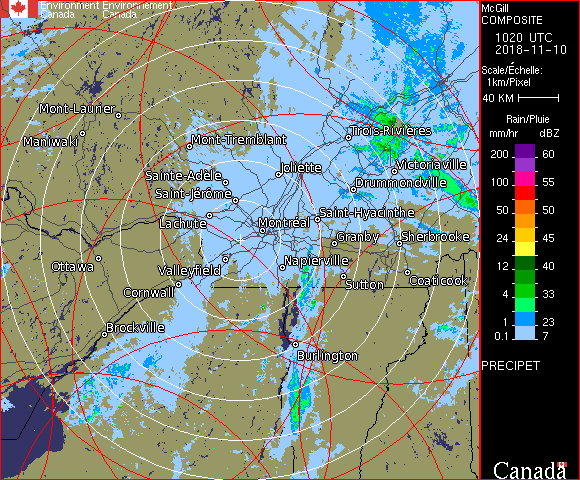 Environment Environnement
Canada Canada
McGill
COMPOSITE
1020 UTC
2018-11-10
Scale/Échelle:
1km/Pixel
40 KM
Rain/Pluie
mm/hr dBZ
200 60
100 55
50 50
24 45
12 40
4 33
1 23
0.1 7
PRECIPET
Canada
Mont-Laurier
Maniwaki
Mont-Tremblant
Trois-Rivières
Joliette
Victoriaville
Sainte-Adèle
Drummondville
Saint-Jérôme
Saint-Hyacinthe
Lachute
Montréal
Granby
Sherbrooke
Ottawa
Valleyfield
Napierville
Cornwall
Sutton
Coaticook
Brockville
Burlington